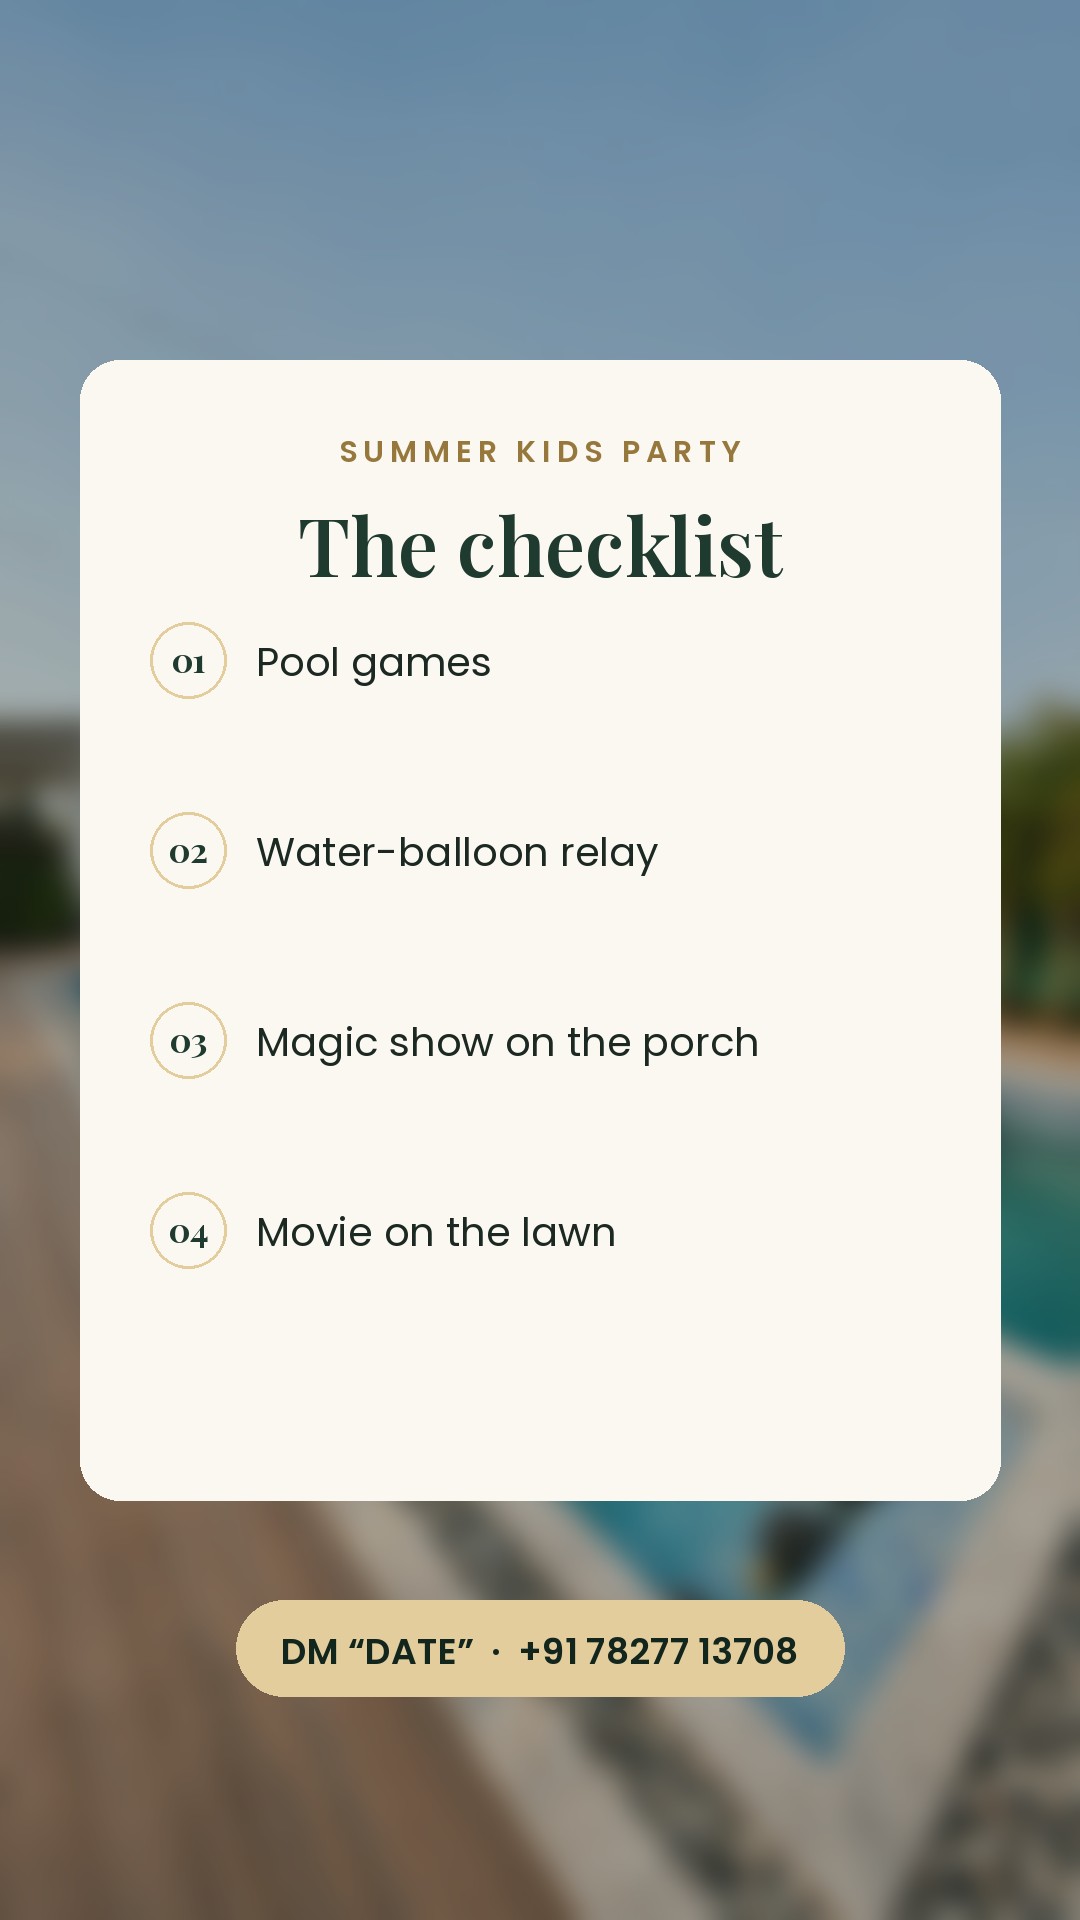 SUMMER KIDS PARTY
The checklist
01 Pool games
02 Water-balloon relay
03 Magic show on the porch
04 Movie on the lawn
DM “DATE” · +91 78277 13708